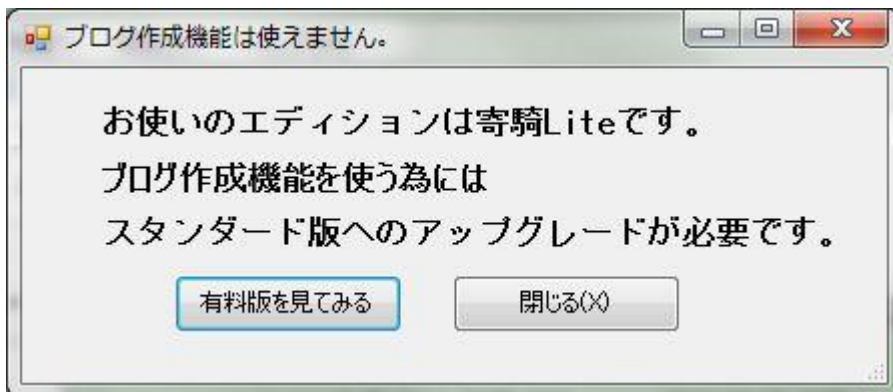 ブログ作成機能は使えません。
お使いのエディションは寄騎Liteです。
ブログ作成機能を使う為には
スタンダード版へのアップグレードが必要です。
有料版を見てみる
閉じる(X)